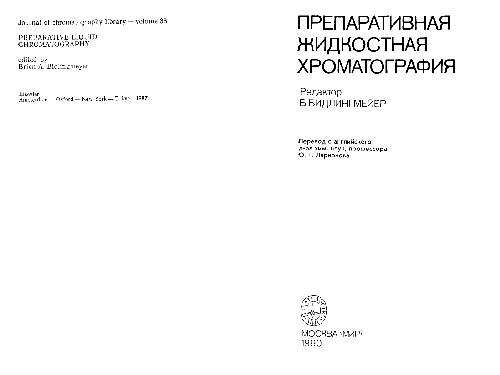 Journal of chromatography library — volume 38
PREPARATIVE LIQUID
CHROMATOGRAPHY
edited by
Brian A. Bidlingmeyer
Elsevier
Amsterdam — Oxford — New York — Tokyo 1987
ПРЕПАРАТИВНАЯ
ЖИДКОСТНАЯ
ХРОМАТОГРАФИЯ
Редактор
Б.БИДЛИНГМЕЙЕР
Перевод с английского
д-ра хим. наук, профессора
О. Г. Ларионова
МОСКВА «МИР»
1990